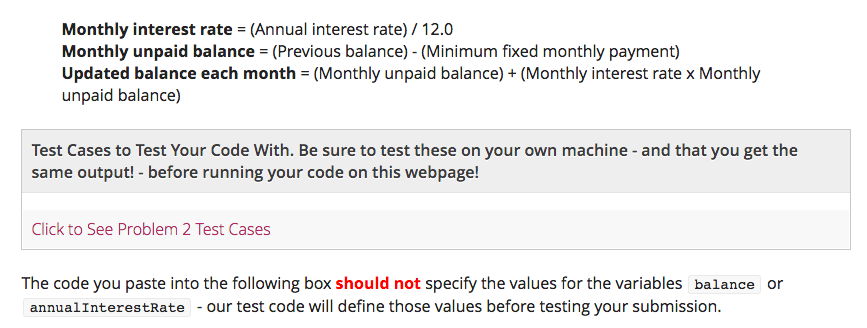 Monthly interest rate = (Annual interest rate) / 12.0
Monthly unpaid balance = (Previous balance) - (Minimum fixed monthly payment)
Updated balance each month = (Monthly unpaid balance) + (Monthly interest rate x Monthly
unpaid balance)
Test Cases to Test Your Code With. Be sure to test these on your own machine - and that you get the
same output! - before running your code on this webpage!
Click to See Problem 2 Test Cases
The code you paste into the following box should not specify the values for the variables balance or
annualInterestRate - our test code will define those values before testing your submission.